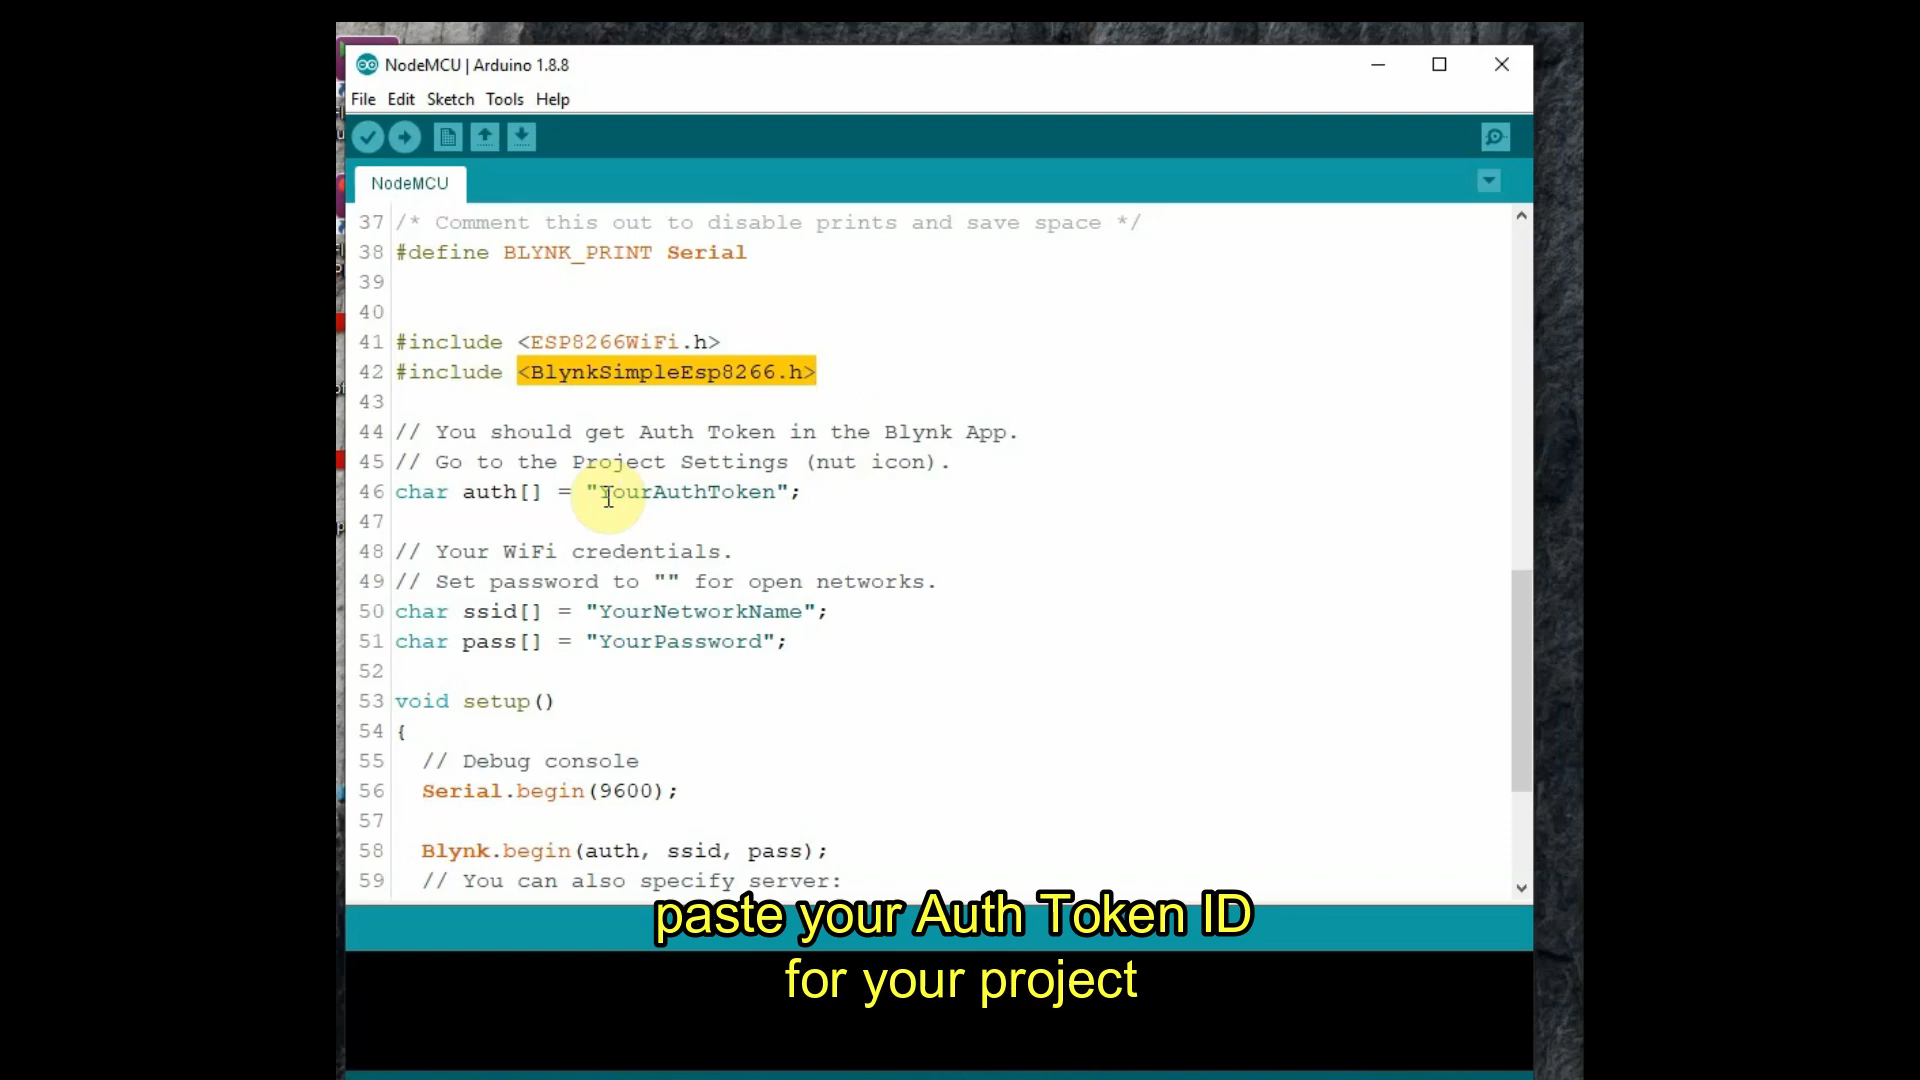 NodeMCU | Arduino 1.8.8
File Edit Sketch Tools Help
NodeMCU
37 /* Comment this out to disable prints and save space */
38 #define BLYNK_PRINT Serial
39
40
41 #include <ESP8266WiFi.h>
42 #include <BlynkSimpleEsp8266.h>
43
44 // You should get Auth Token in the Blynk App.
45 // Go to the Project Settings (nut icon).
46 char auth[] = "YourAuthToken";
47
48 // Your WiFi credentials.
49 // Set password to "" for open networks.
50 char ssid[] = "YourNetworkName";
51 char pass[] = "YourPassword";
52
53 void setup()
54 {
55 // Debug console
56 Serial.begin(9600);
57
58 Blynk.begin(auth, ssid, pass);
59 // You can also specify server:
paste your Auth Token ID
for your project